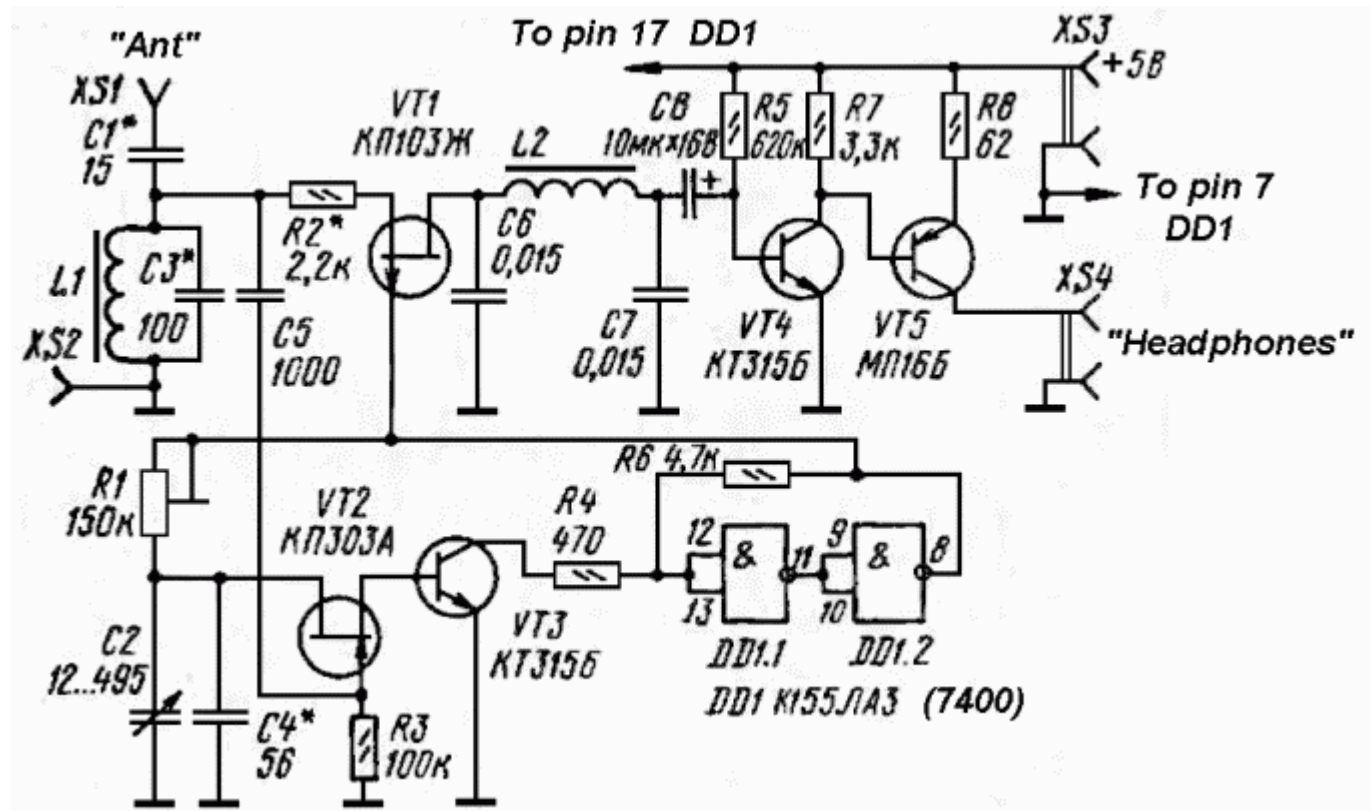 "Ant"
XS1
C1*
15
L1
C3*
100
XS2
R2*
2,2к
C5
1000
VT1
КП103Ж
L2
C6
0,015
C7
0,015
To pin 17 DD1
C8
10мк×16В
R5
620к
R7
3,3к
R8
62
XS3
+5В
To pin 7
DD1
VT4
КТ315Б
VT5
МП16Б
XS4
"Headphones"
R1
150к
C2
12...495
C4*
56
VT2
КП303А
R3
100к
VT3
КТ315Б
R4
470
R6 4,7к
12
13
&
11
9
10
&
8
DD1.1
DD1.2
DD1 К155ЛА3 (7400)